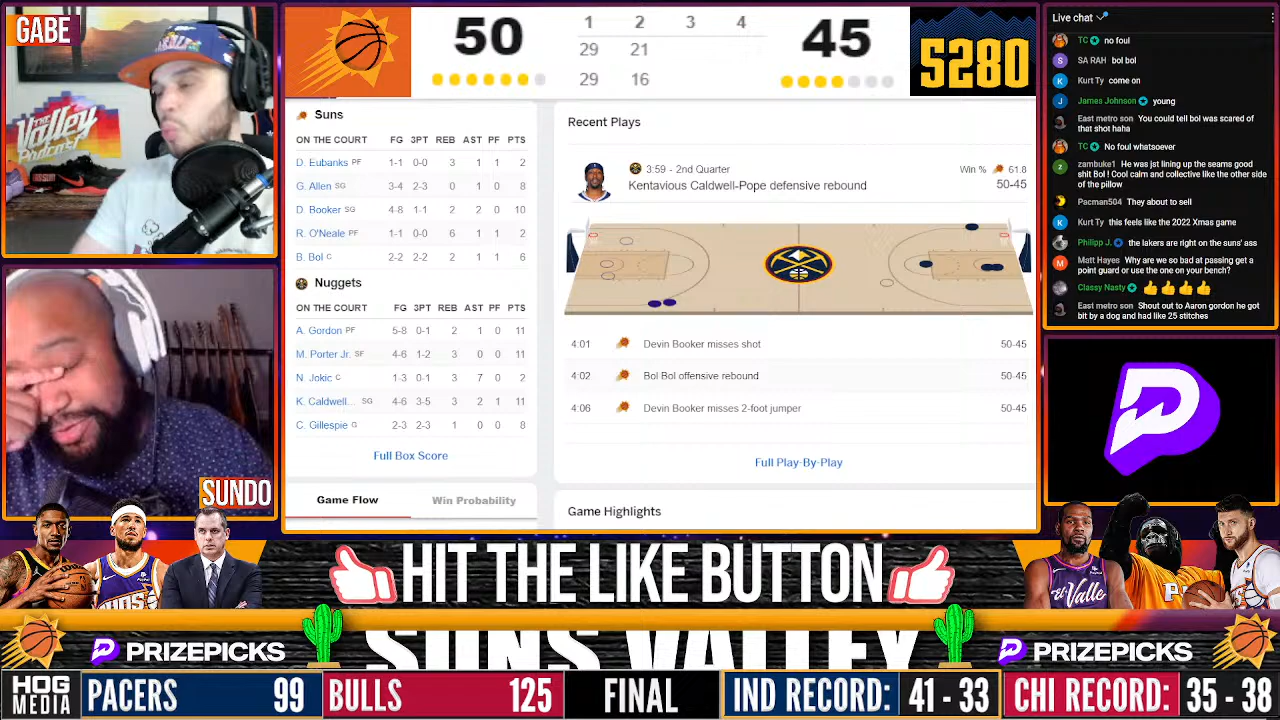 GABE
The Valley
Podcast
SUNDO
50
45
1 2 3 4
29 21
29 16
5280
Suns
ON THE COURT FG 3PT REB AST PF PTS
D. Eubanks PF 1-1 0-0 3 1 1 2
G. Allen SG 3-4 2-3 0 1 0 8
D. Booker SG 4-8 1-1 2 2 0 10
R. O'Neale PF 1-1 0-0 6 1 1 2
B. Bol C 2-2 2-2 2 1 1 6
Nuggets
ON THE COURT FG 3PT REB AST PF PTS
A. Gordon PF 5-8 0-1 2 1 0 11
M. Porter Jr. SF 4-6 1-2 3 0 0 11
N. Jokic C 1-3 0-1 3 7 0 2
K. Caldwell... SG 4-6 3-5 3 2 1 11
C. Gillespie G 2-3 2-3 1 0 0 8
Full Box Score
Game Flow Win Probability
Recent Plays
3:59 - 2nd Quarter
Kentavious Caldwell-Pope defensive rebound
Win % 61.8
50-45
4:01 Devin Booker misses shot 50-45
4:02 Bol Bol offensive rebound 50-45
4:06 Devin Booker misses 2-foot jumper 50-45
Full Play-By-Play
Game Highlights
Live chat
TC no foul
SA RAH bol bol
Kurt Ty come on
James Johnson young
East metro son You could tell bol was scared of
that shot haha
TC No foul whatsoever
zambuke1 He was jst lining up the seams good
shit Bol ! Cool calm and collective like the other side
of the pillow
Pacman504 They about to sell
Kurt Ty this feels like the 2022 Xmas game
Philipp J. the lakers are right on the suns' ass
Matt Hayes Why are we so bad at passing get a
point guard or use the one on your bench?
Classy Nasty 👍👍👍👍
East metro son Shout out to Aaron gordon he got
bit by a dog and had like 25 stitches
HIT THE LIKE BUTTON
PRIZEPICKS
SUNS VALLEY
PRIZEPICKS
HOG
MEDIA
PACERS 99 BULLS 125 FINAL IND RECORD: 41 - 33 CHI RECORD: 35 - 38